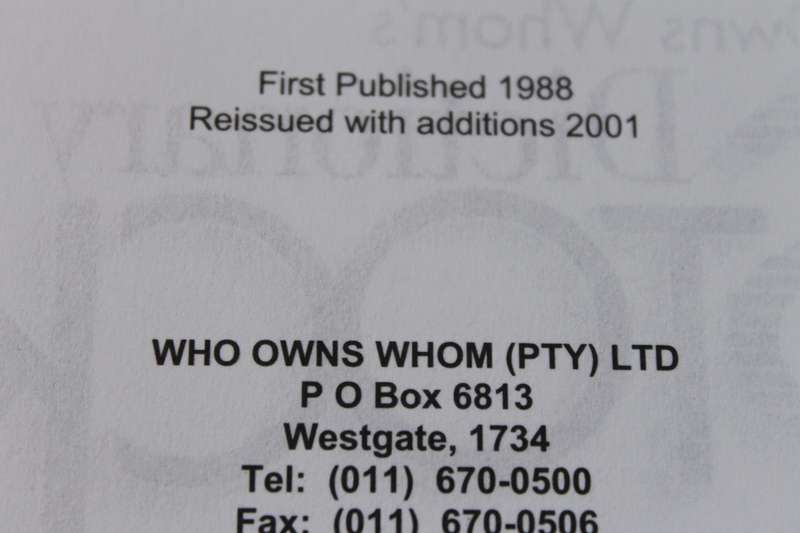 First Published 1988
Reissued with additions 2001
WHO OWNS WHOM (PTY) LTD
P O Box 6813
Westgate, 1734
Tel: (011) 670-0500
Fax: (011) 670-0506